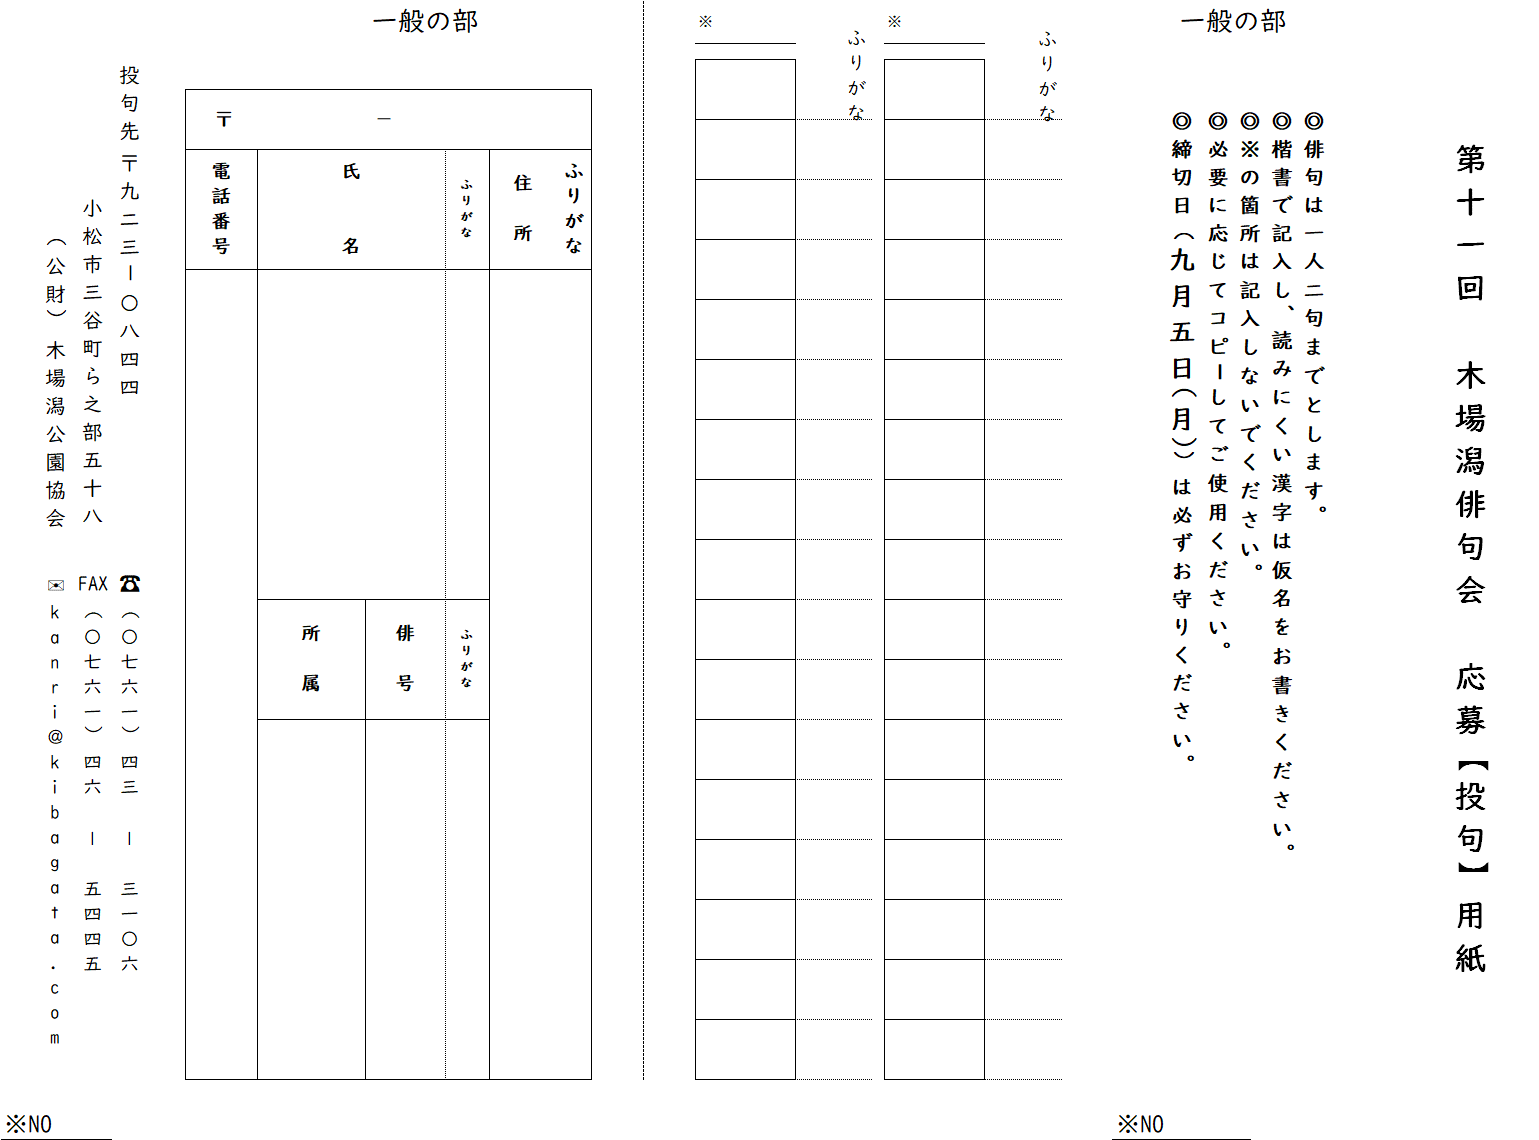 一般の部
第十一回 木場潟俳句会 応募【投句】用紙
◎俳句は一人二句までとします。
◎楷書で記入し、読みにくい漢字は仮名をお書きください。
◎※の箇所は記入しないでください。
◎必要に応じてコピーしてご使用ください。
◎締切日（九月五日（月））は必ずお守りください。
※NO
ふりがな
※
ふりがな
※
一般の部
〒 －
ふりがな
住所
ふりがな
氏名
電話番号
ふりがな
俳号
所属
投句先〒九二三ー〇八四四
小松市三谷町ら之部五十八
（公財）木場潟公園協会
☎（〇七六一）四三 ー 三一〇六
FAX（〇七六一）四六 ー 五四四五
✉kanri@kibagata.com
※NO